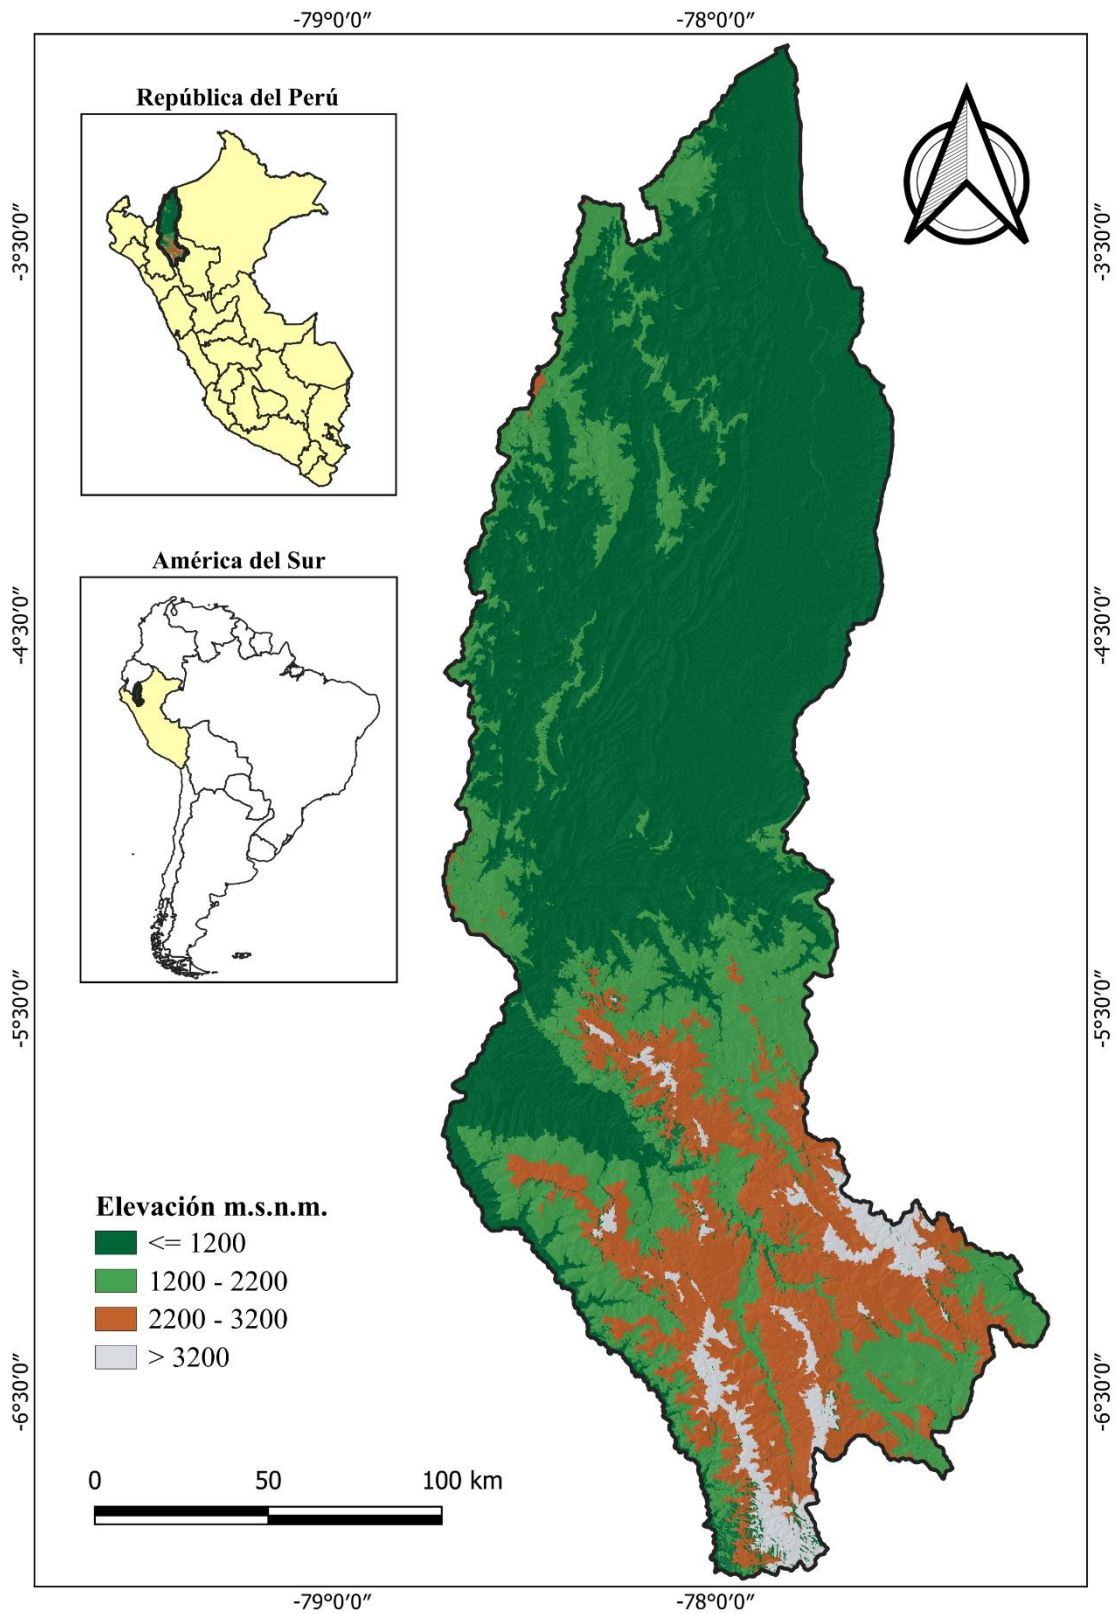 -79°0′0″
-78°0′0″
República del Perú
-3°30′0″
-3°30′0″
América del Sur
-4°30′0″
-4°30′0″
-5°30′0″
-5°30′0″
Elevación m.s.n.m.
<= 1200
1200 - 2200
2200 - 3200
> 3200
-6°30′0″
-6°30′0″
0 50 100 km
-79°0′0″
-78°0′0″